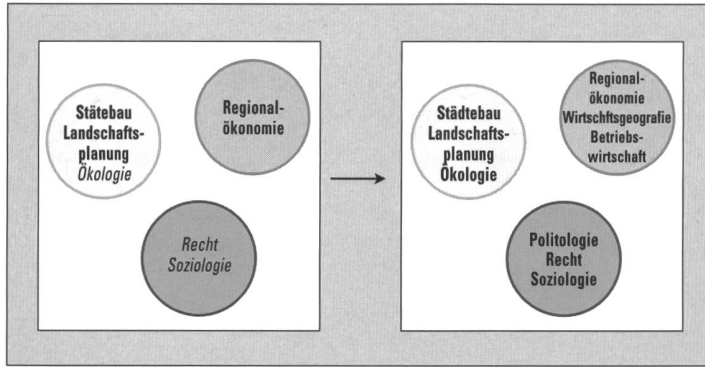 Stätebau
Landschafts-
planung
Ökologie
Regional-
ökonomie
Recht
Soziologie
Städtebau
Landschafts-
planung
Ökologie
Regional-
ökonomie
Wirtschftsgeografie
Betriebs-
wirtschaft
Politologie
Recht
Soziologie